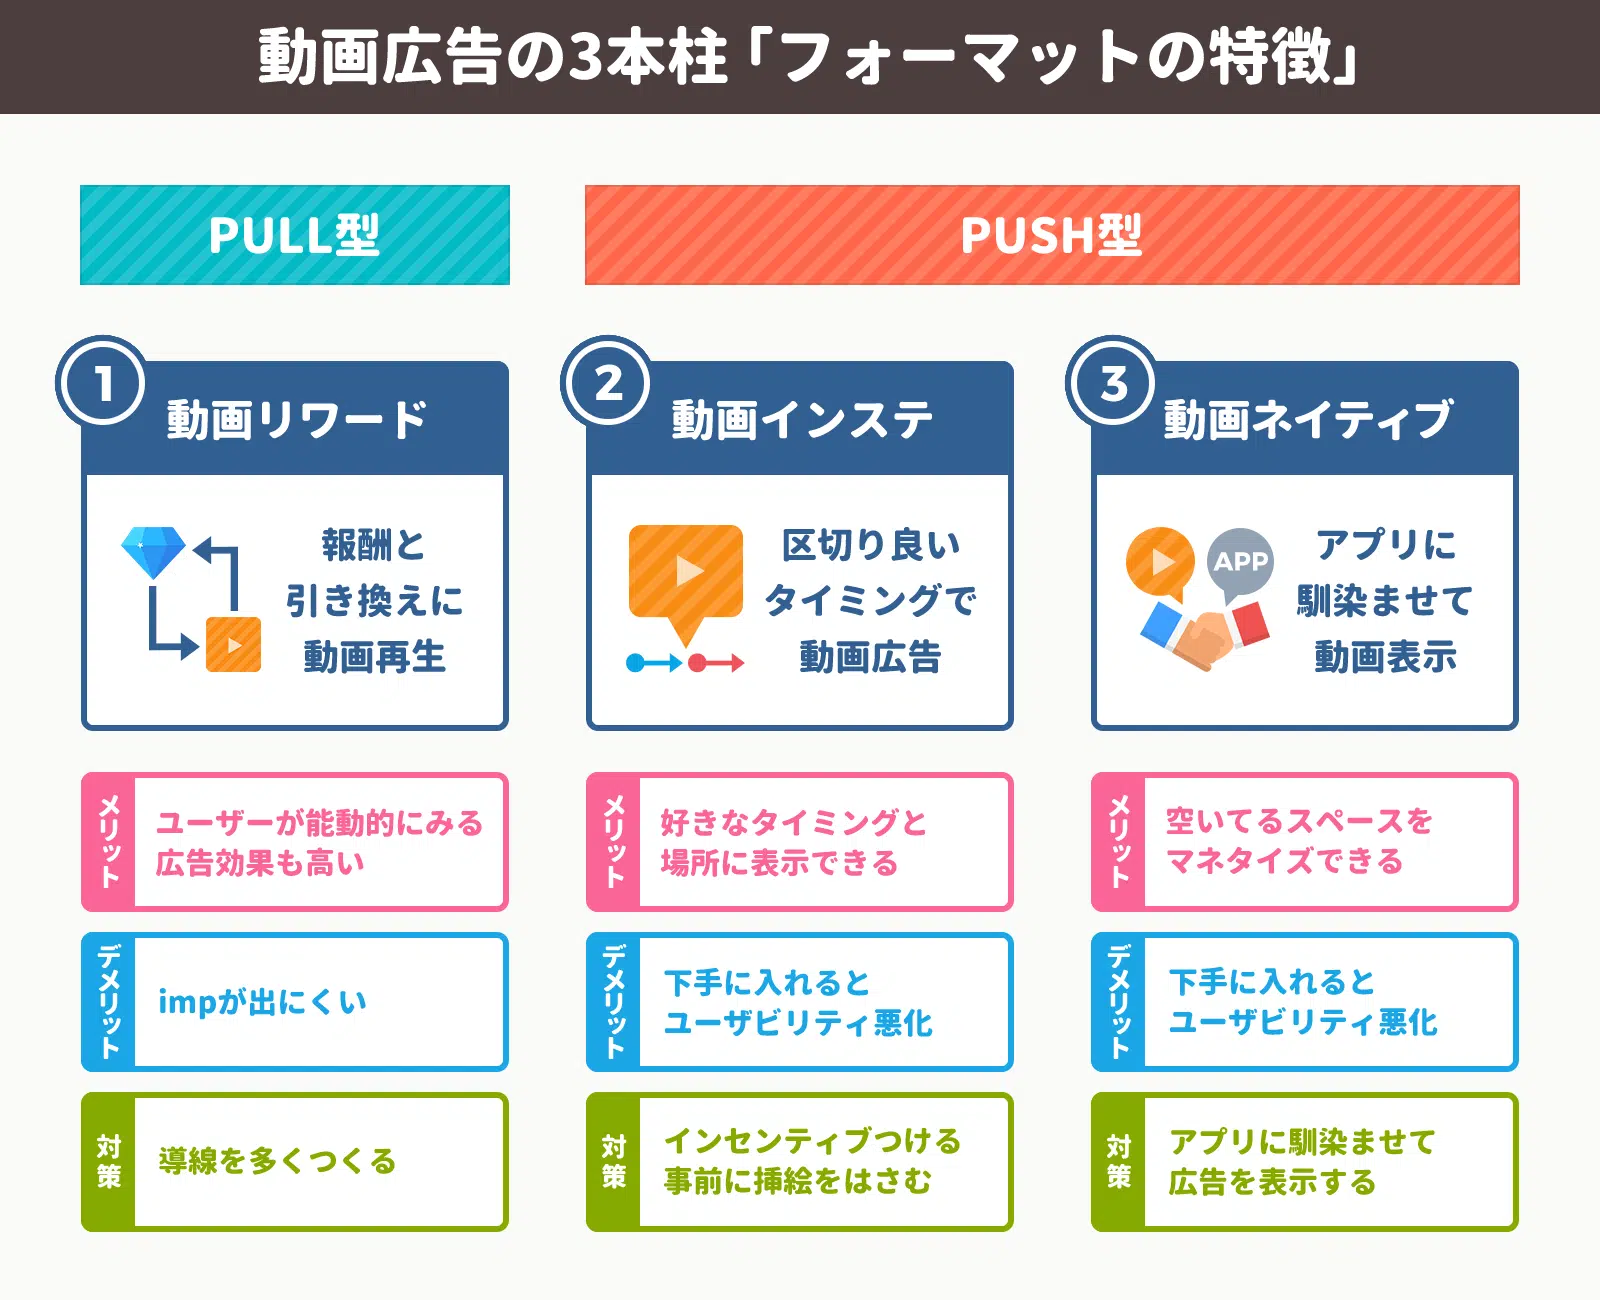 動画広告の3本柱「フォーマットの特徴」
PULL型
PUSH型
1
動画リワード
報酬と
引き換えに
動画再生
メリット
ユーザーが能動的にみる
広告効果も高い
デメリット
impが出にくい
対策
導線を多くつくる
2
動画インステ
区切り良い
タイミングで
動画広告
メリット
好きなタイミングと
場所に表示できる
デメリット
下手に入れると
ユーザビリティ悪化
対策
インセンティブつける
事前に挿絵をはさむ
3
動画ネイティブ
APP
アプリに
馴染ませて
動画表示
メリット
空いてるスペースを
マネタイズできる
デメリット
下手に入れると
ユーザビリティ悪化
対策
アプリに馴染ませて
広告を表示する